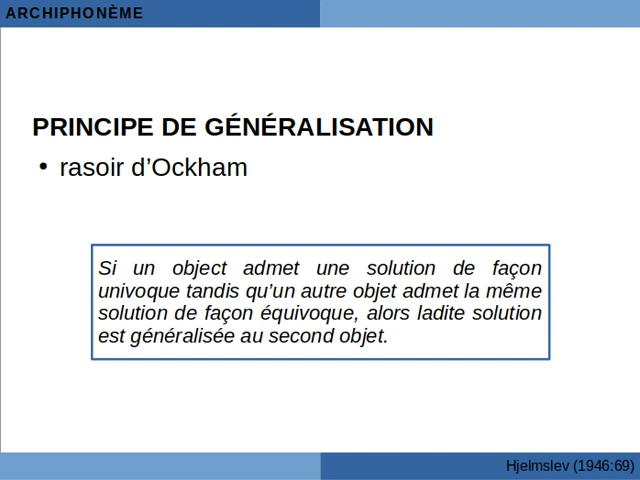 ARCHIPHONÈME
PRINCIPE DE GÉNÉRALISATION
• rasoir d’Ockham
Si un object admet une solution de façon
univoque tandis qu’un autre objet admet la même
solution de façon équivoque, alors ladite solution
est généralisée au second objet.
Hjelmslev (1946:69)